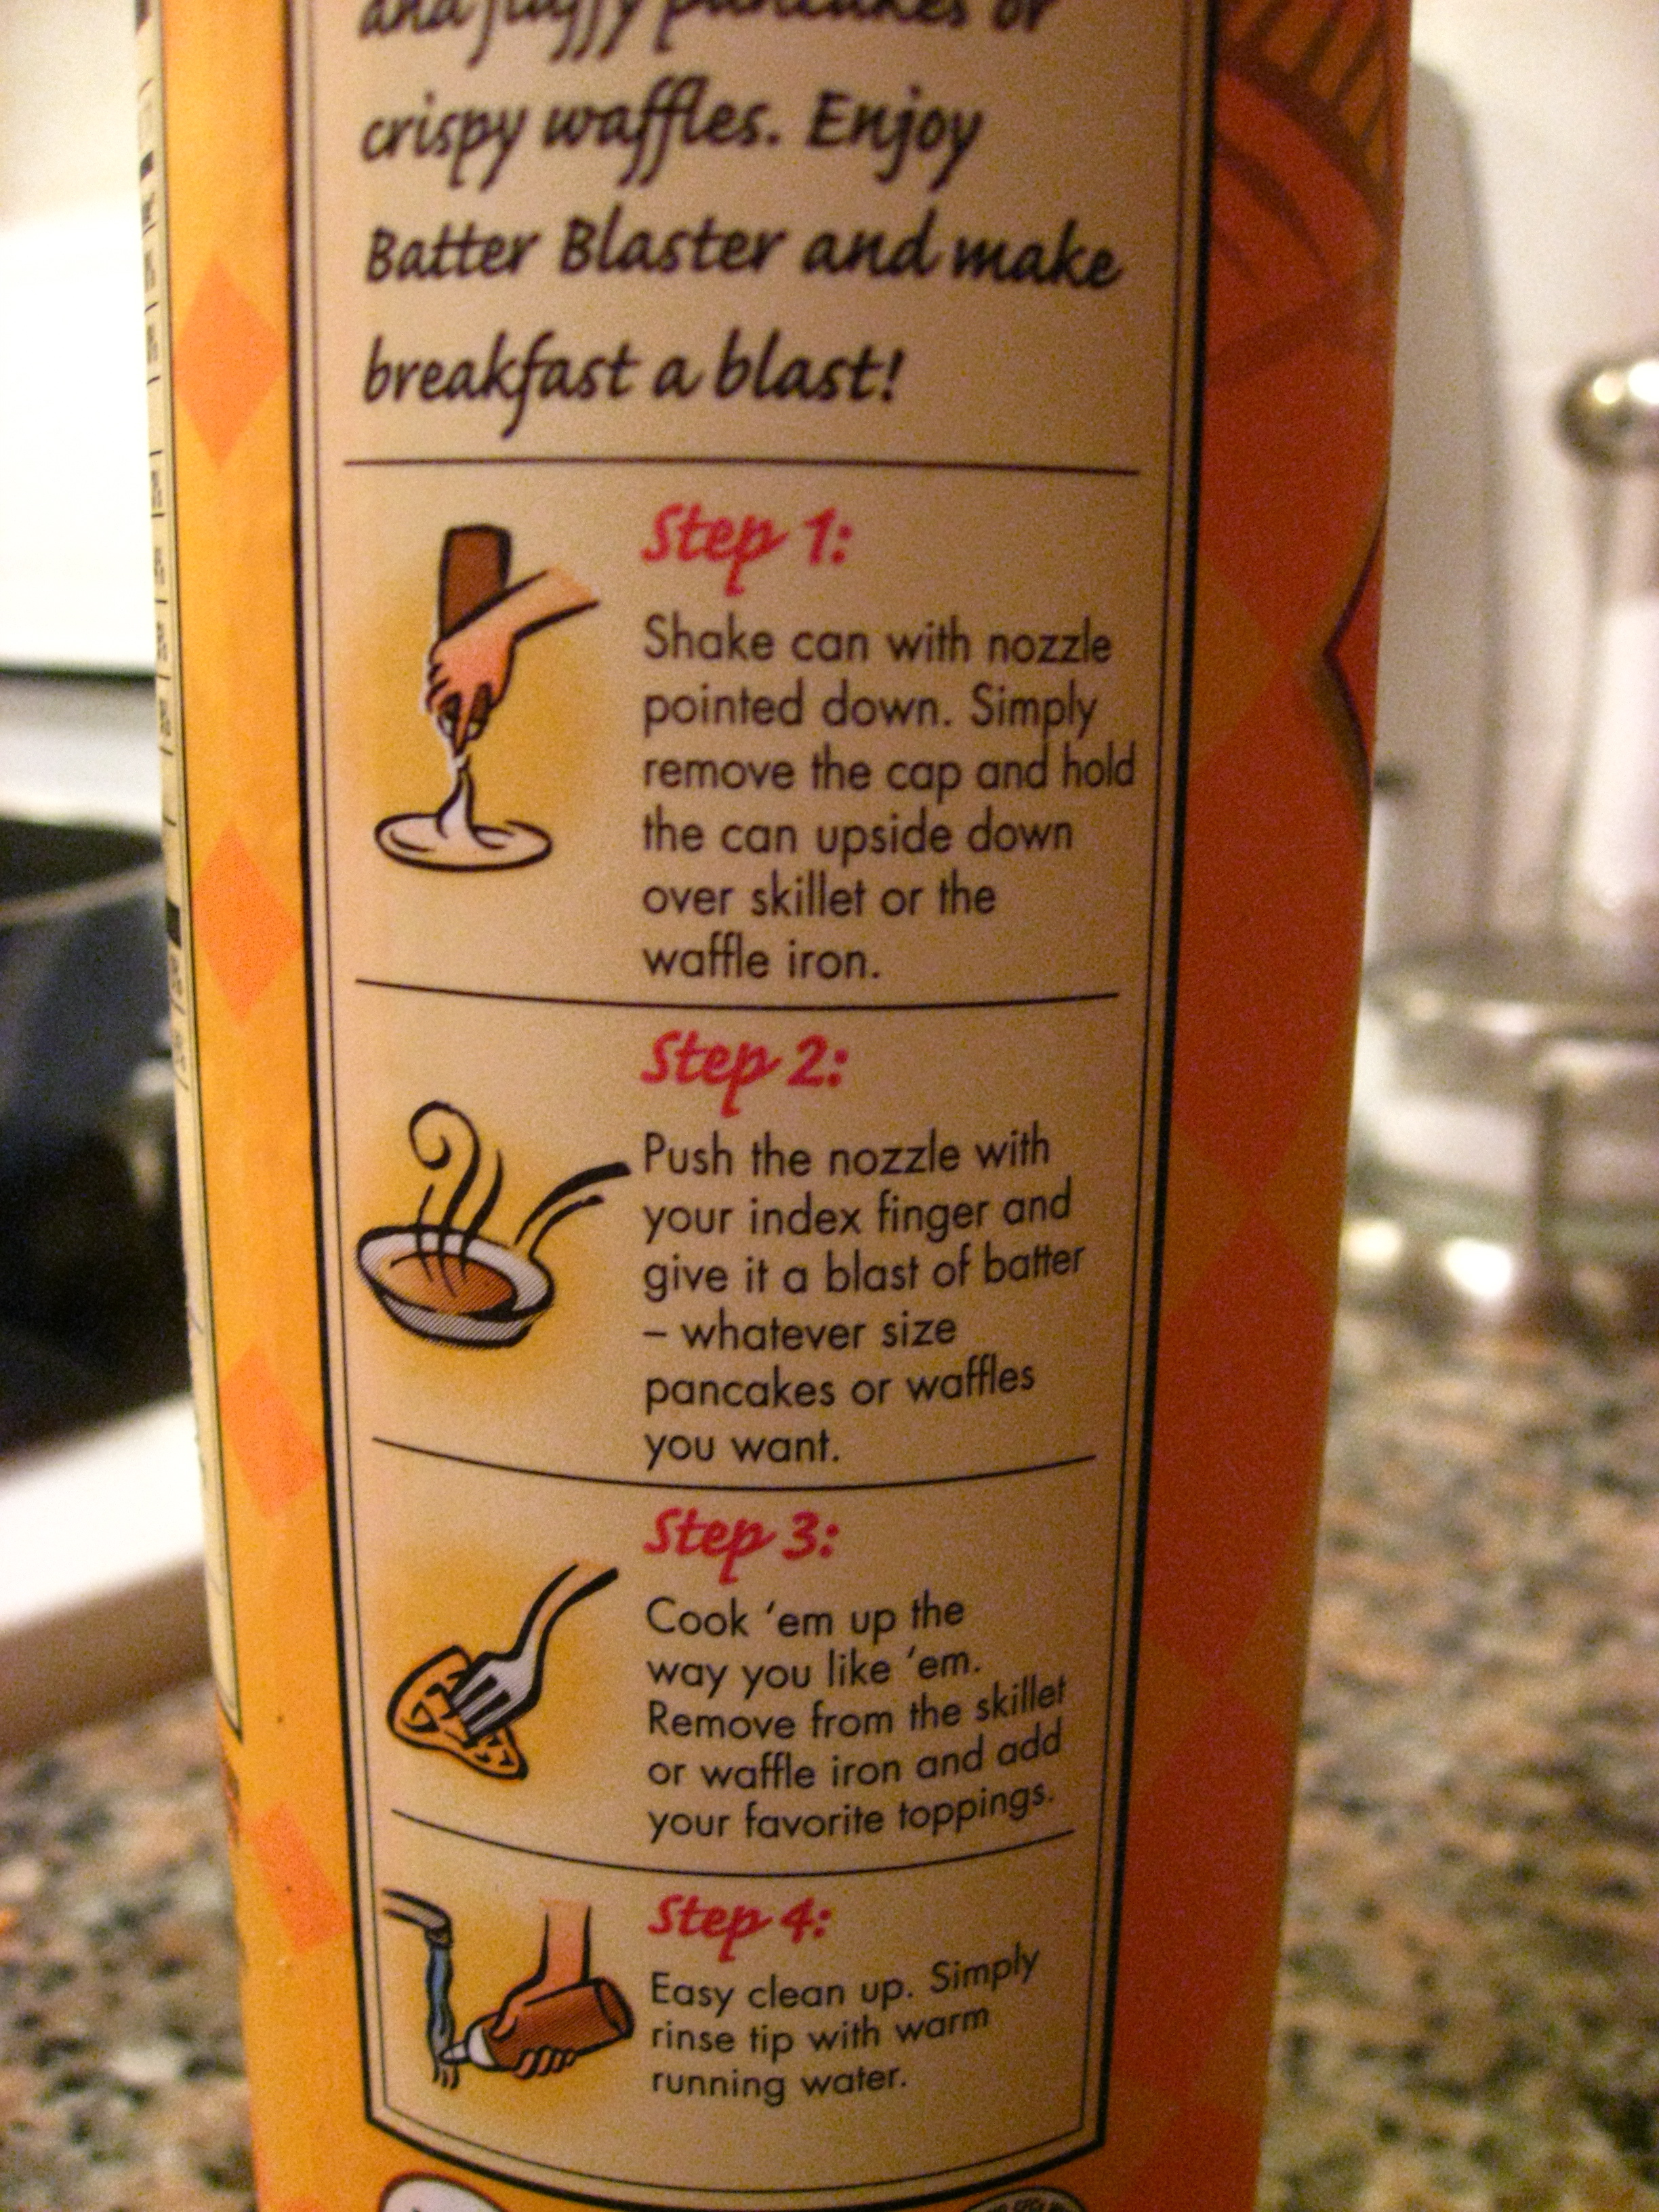 and fluffy pancakes or
crispy waffles. Enjoy
Batter Blaster and make
breakfast a blast!
Step 1:
Shake can with nozzle
pointed down. Simply
remove the cap and hold
the can upside down
over skillet or the
waffle iron.
Step 2:
Push the nozzle with
your index finger and
give it a blast of batter
– whatever size
pancakes or waffles
you want.
Step 3:
Cook ‘em up the
way you like ‘em.
Remove from the skillet
or waffle iron and add
your favorite toppings.
Step 4:
Easy clean up. Simply
rinse tip with warm
running water.